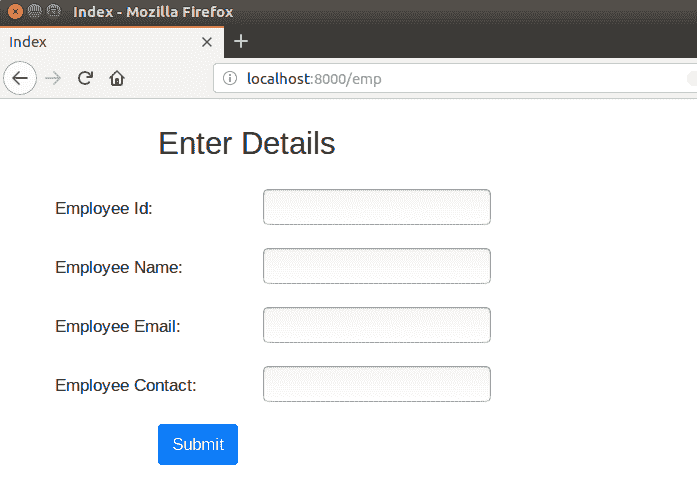 Index - Mozilla Firefox
Index
localhost:8000/emp
Enter Details
Employee Id:
Employee Name:
Employee Email:
Employee Contact:
Submit